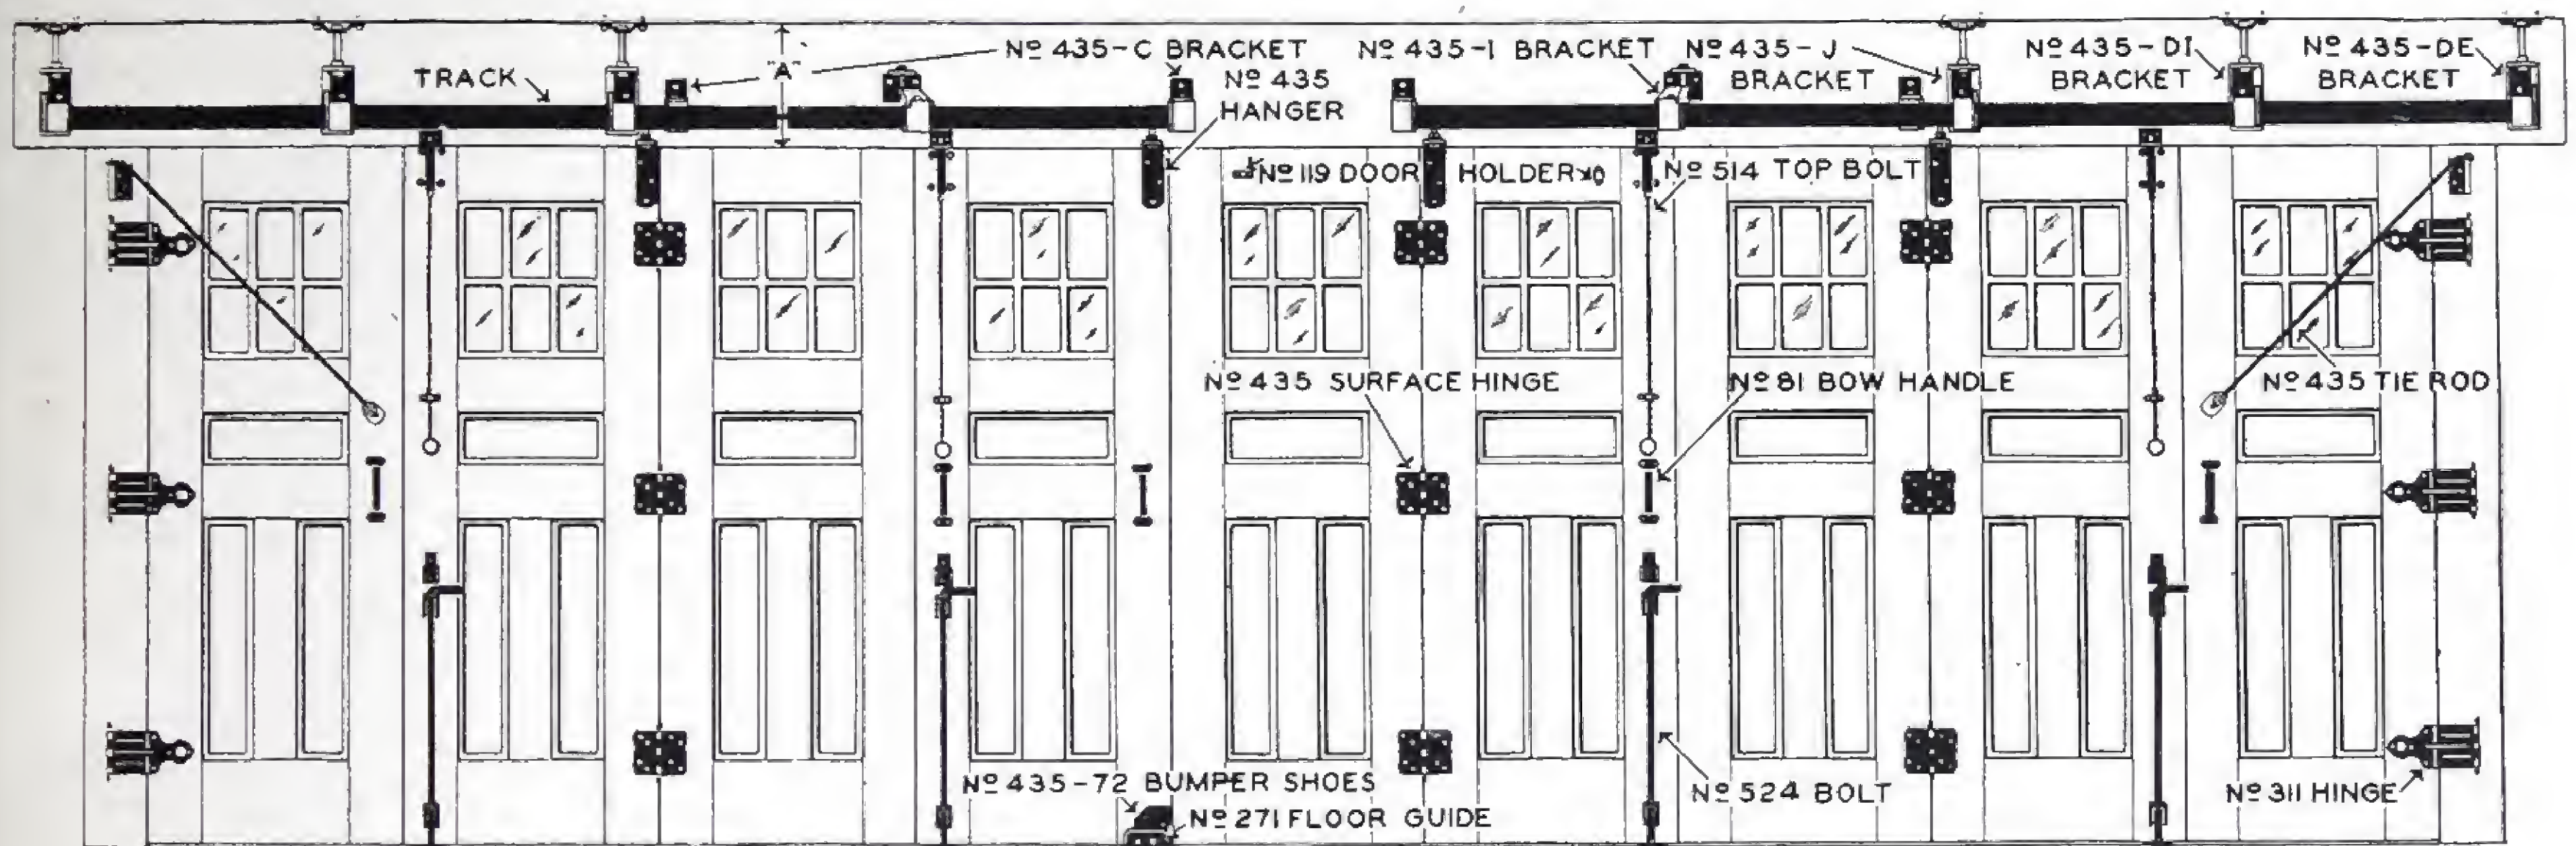 TRACK
"A"
Nº 435-C BRACKET
Nº 435
HANGER
Nº 435-I BRACKET
Nº 435-J
BRACKET
Nº 435-DI
BRACKET
Nº 435-DE
BRACKET
Nº 119 DOOR HOLDER
Nº 514 TOP BOLT
Nº 435 SURFACE HINGE
Nº 81 BOW HANDLE
Nº 435 TIE ROD
Nº 435-72 BUMPER SHOES
Nº 271 FLOOR GUIDE
Nº 524 BOLT
Nº 311 HINGE